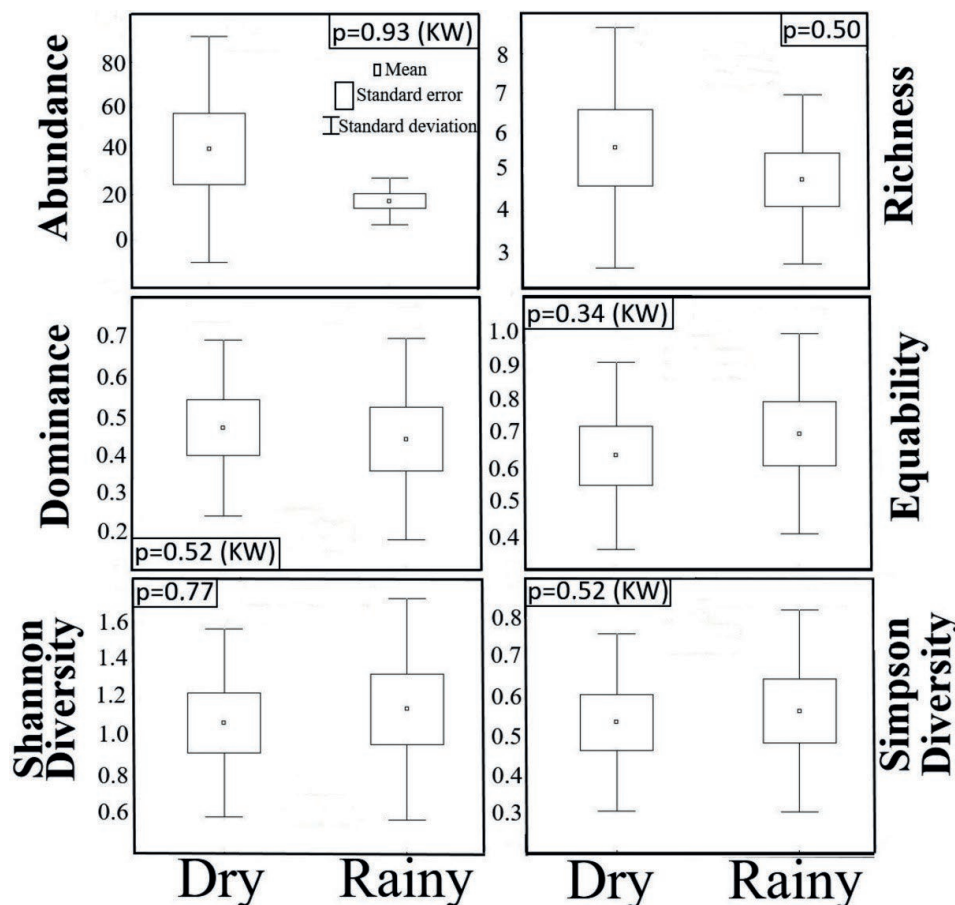 Abundance
80
60
40
20
0
p=0.93 (KW)
Mean
Standard error
Standard deviation
p=0.50
8
7
6
5
4
3
Richness
Dominance
0.7
0.6
0.5
0.4
0.3
0.2
p=0.52 (KW)
p=0.34 (KW)
1.0
0.9
0.8
0.7
0.6
0.5
0.4
Equability
Shannon
Diversity
p=0.77
1.6
1.4
1.2
1.0
0.8
0.6
p=0.52 (KW)
0.8
0.7
0.6
0.5
0.4
0.3
Simpson
Diversity
Dry Rainy Dry Rainy